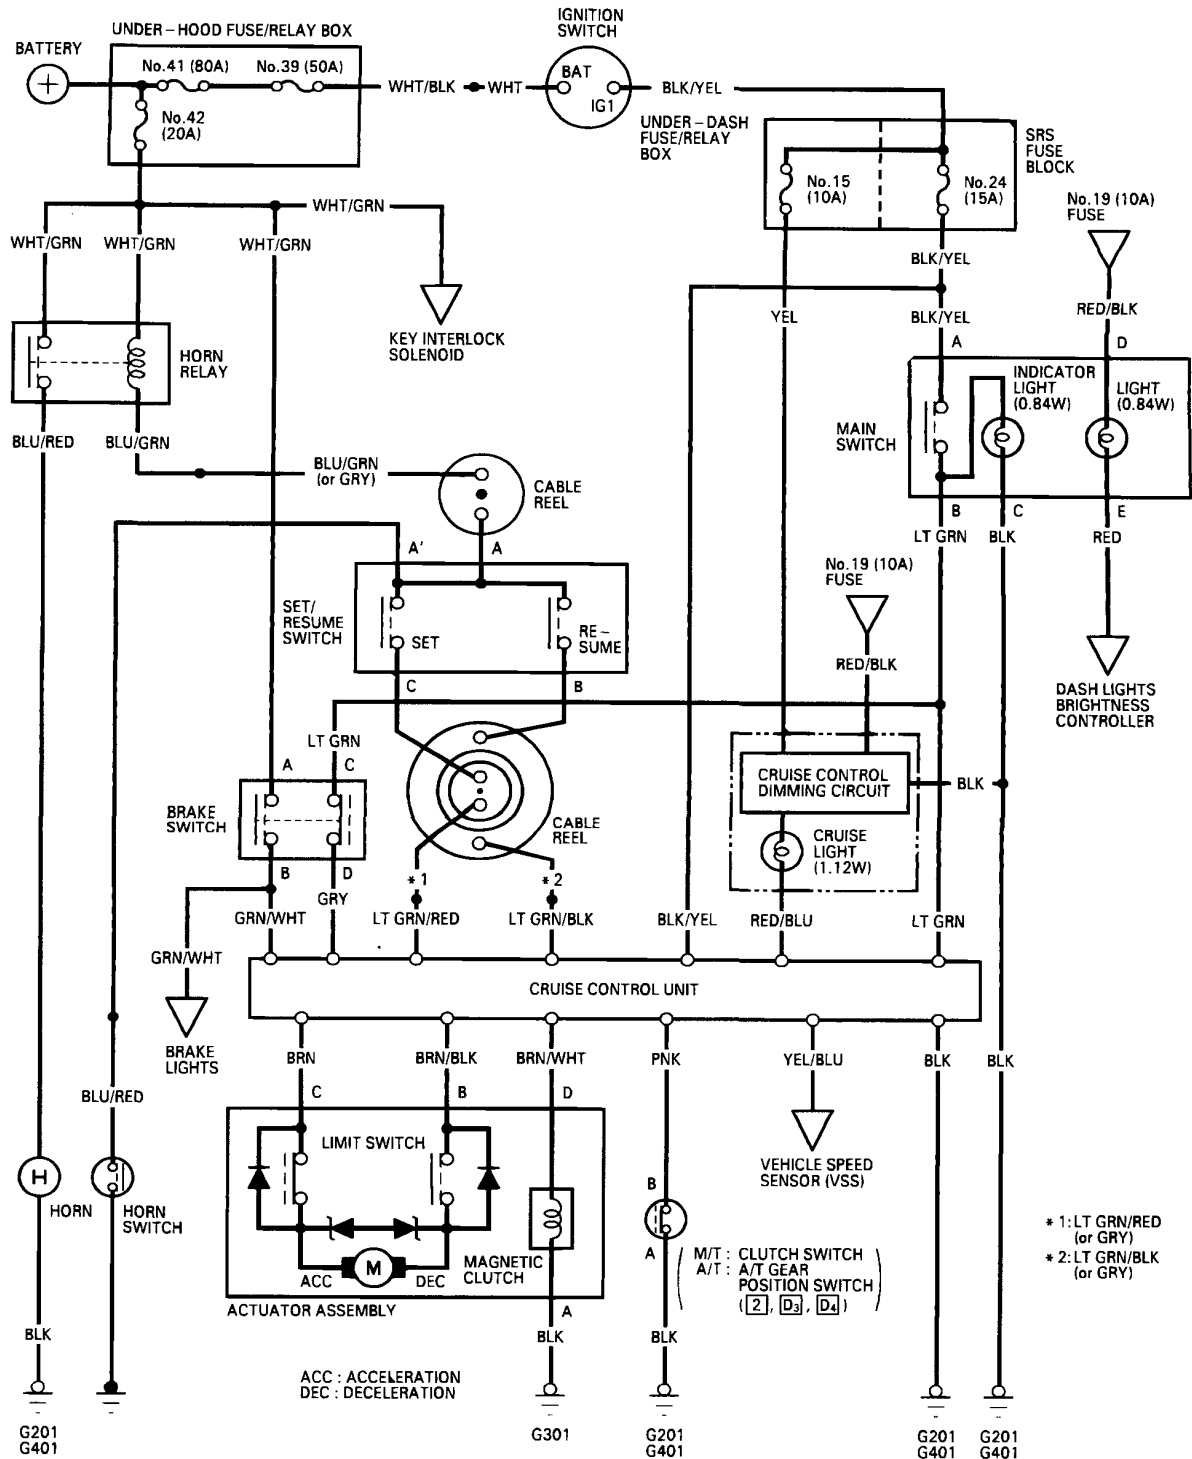 IGNITION
SWITCH
UNDER-HOOD FUSE/RELAY BOX
BATTERY
No.41 (80A)
No.39 (50A)
No.42
(20A)
WHT/BLK
WHT
BAT
IG1
BLK/YEL
UNDER-DASH
FUSE/RELAY
BOX
SRS
FUSE
BLOCK
No.15
(10A)
No.24
(15A)
No.19 (10A)
FUSE
WHT/GRN
WHT/GRN
WHT/GRN
WHT/GRN
BLK/YEL
YEL
BLK/YEL
RED/BLK
KEY INTERLOCK
SOLENOID
HORN
RELAY
A
D
INDICATOR
LIGHT
(0.84W)
LIGHT
(0.84W)
MAIN
SWITCH
BLU/RED
BLU/GRN
BLU/GRN
(or GRY)
CABLE
REEL
B
C
E
LT GRN
BLK
RED
A'
A
No.19 (10A)
FUSE
SET/
RESUME
SWITCH
SET
RE-
SUME
RED/BLK
C
B
DASH LIGHTS
BRIGHTNESS
CONTROLLER
LT GRN
A
C
CRUISE CONTROL
DIMMING CIRCUIT
BLK
BRAKE
SWITCH
CABLE
REEL
CRUISE
LIGHT
(1.12W)
B
D
*1
*2
GRY
GRN/WHT
LT GRN/RED
LT GRN/BLK
BLK/YEL
RED/BLU
LT GRN
GRN/WHT
CRUISE CONTROL UNIT
BRAKE
LIGHTS
BRN
BRN/BLK
BRN/WHT
PNK
YEL/BLU
BLK
BLK
BLU/RED
C
B
D
LIMIT SWITCH
VEHICLE SPEED
SENSOR (VSS)
H
HORN
HORN
SWITCH
B
A
M/T : CLUTCH SWITCH
A/T : A/T GEAR
POSITION SWITCH
(2, D3, D4)
*1: LT GRN/RED
(or GRY)
*2: LT GRN/BLK
(or GRY)
MAGNETIC
CLUTCH
ACC
M
DEC
ACTUATOR ASSEMBLY
A
BLK
BLK
BLK
ACC : ACCELERATION
DEC : DECELERATION
G201
G401
G301
G201
G401
G201
G401
G201
G401